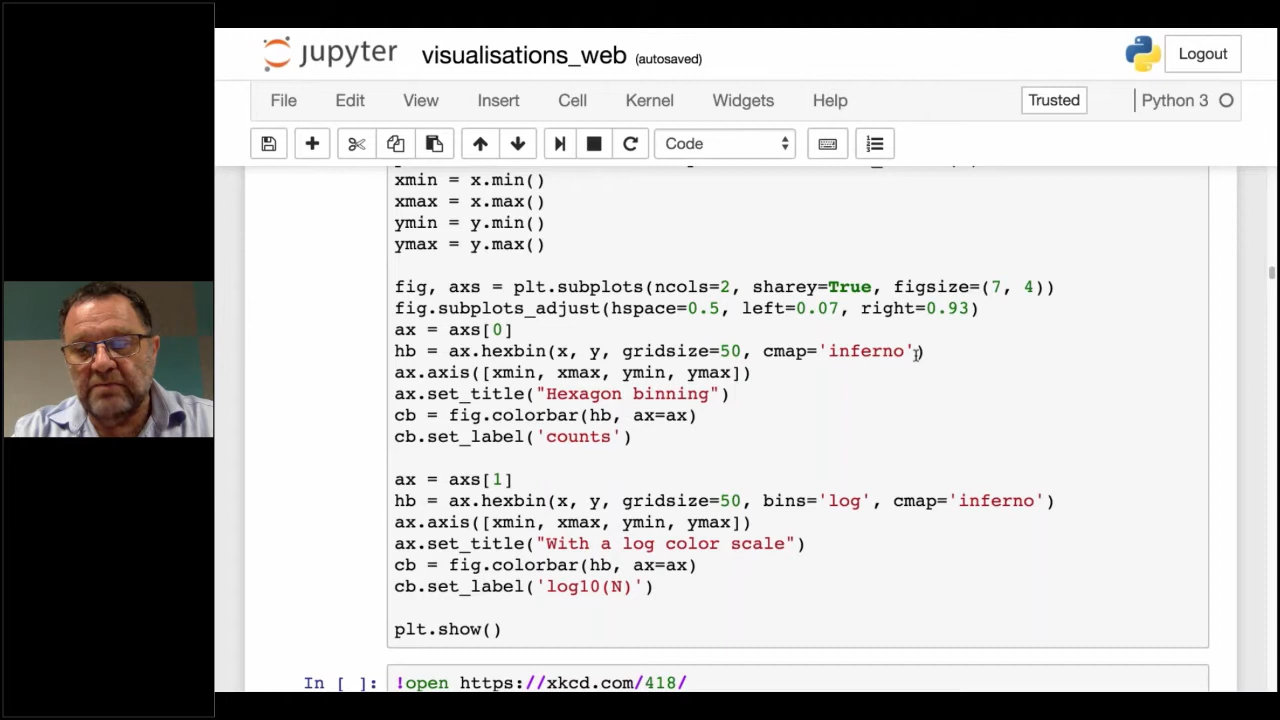 jupyter visualisations_web (autosaved) Logout
File Edit View Insert Cell Kernel Widgets Help Trusted Python 3
Code
xmin = x.min()
xmax = x.max()
ymin = y.min()
ymax = y.max()
fig, axs = plt.subplots(ncols=2, sharey=True, figsize=(7, 4))
fig.subplots_adjust(hspace=0.5, left=0.07, right=0.93)
ax = axs[0]
hb = ax.hexbin(x, y, gridsize=50, cmap='inferno')
ax.axis([xmin, xmax, ymin, ymax])
ax.set_title("Hexagon binning")
cb = fig.colorbar(hb, ax=ax)
cb.set_label('counts')
ax = axs[1]
hb = ax.hexbin(x, y, gridsize=50, bins='log', cmap='inferno')
ax.axis([xmin, xmax, ymin, ymax])
ax.set_title("With a log color scale")
cb = fig.colorbar(hb, ax=ax)
cb.set_label('log10(N)')
plt.show()
In [ ]: !open https://xkcd.com/418/